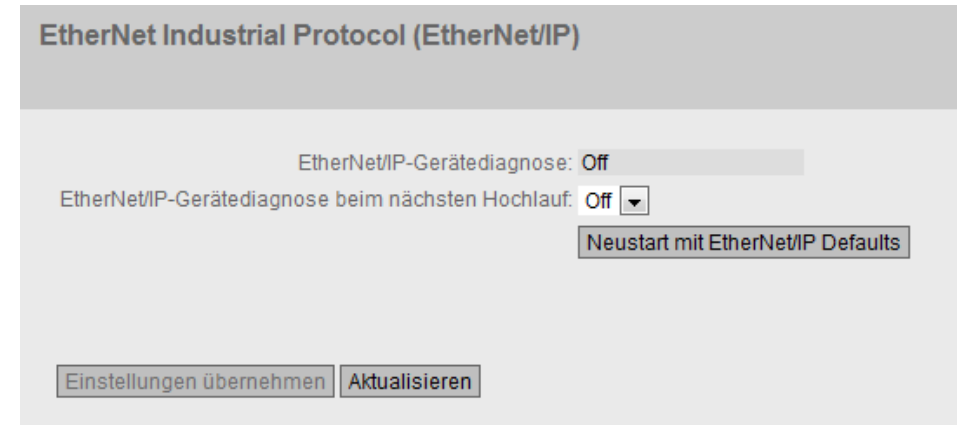 EtherNet Industrial Protocol (EtherNet/IP)
EtherNet/IP-Gerätediagnose: Off
EtherNet/IP-Gerätediagnose beim nächsten Hochlauf: Off
Neustart mit EtherNet/IP Defaults
Einstellungen übernehmen Aktualisieren